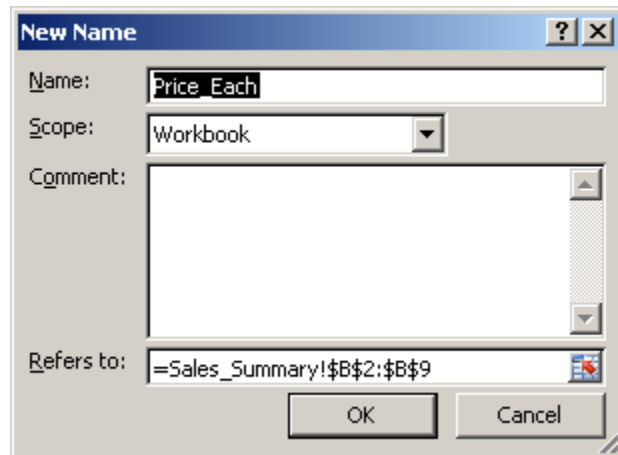 New Name
Name: Price_Each
Scope: Workbook
Comment:
Refers to: =Sales_Summary!$B$2:$B$9
OK Cancel